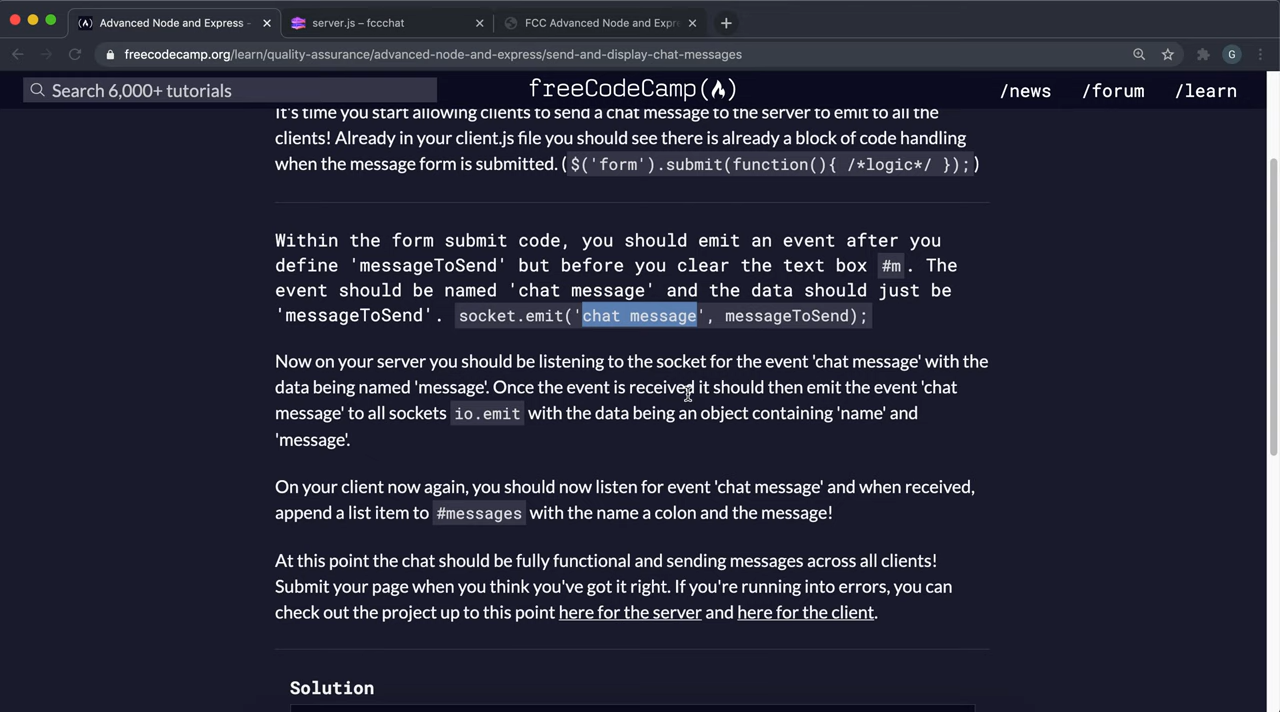 Advanced Node and Express -
server.js – fccchat
FCC Advanced Node and Expre
freecodecamp.org/learn/quality-assurance/advanced-node-and-express/send-and-display-chat-messages
G
Search 6,000+ tutorials
freeCodeCamp
/news
/forum
/learn
It's time you start allowing clients to send a chat message to the server to emit to all the
clients! Already in your client.js file you should see there is already a block of code handling
when the message form is submitted. ( $('form').submit(function(){ /*logic*/ }); )
Within the form submit code, you should emit an event after you
define 'messageToSend' but before you clear the text box #m. The
event should be named 'chat message' and the data should just be
'messageToSend'. socket.emit('chat message', messageToSend);
Now on your server you should be listening to the socket for the event 'chat message' with the
data being named 'message'. Once the event is received it should then emit the event 'chat
message' to all sockets io.emit with the data being an object containing 'name' and
'message'.
On your client now again, you should now listen for event 'chat message' and when received,
append a list item to #messages with the name a colon and the message!
At this point the chat should be fully functional and sending messages across all clients!
Submit your page when you think you've got it right. If you're running into errors, you can
check out the project up to this point here for the server and here for the client.
Solution